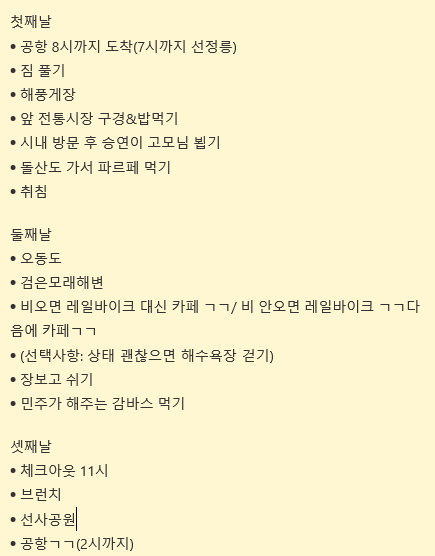 첫째날
• 공항 8시까지 도착(7시까지 선정릉)
• 짐 풀기
• 해풍게장
• 앞 전통시장 구경&밥먹기
• 시내 방문 후 승연이 고모님 뵙기
• 돌산도 가서 파르페 먹기
• 취침
둘째날
• 오동도
• 검은모래해변
• 비오면 레일바이크 대신 카페 ㄱㄱ/ 비 안오면 레일바이크 ㄱㄱ다
음에 카페ㄱㄱ
• (선택사항: 상태 괜찮으면 해수욕장 걷기)
• 장보고 쉬기
• 민주가 해주는 감바스 먹기
셋째날
• 체크아웃 11시
• 브런치
• 선사공원
• 공항ㄱㄱ(2시까지)